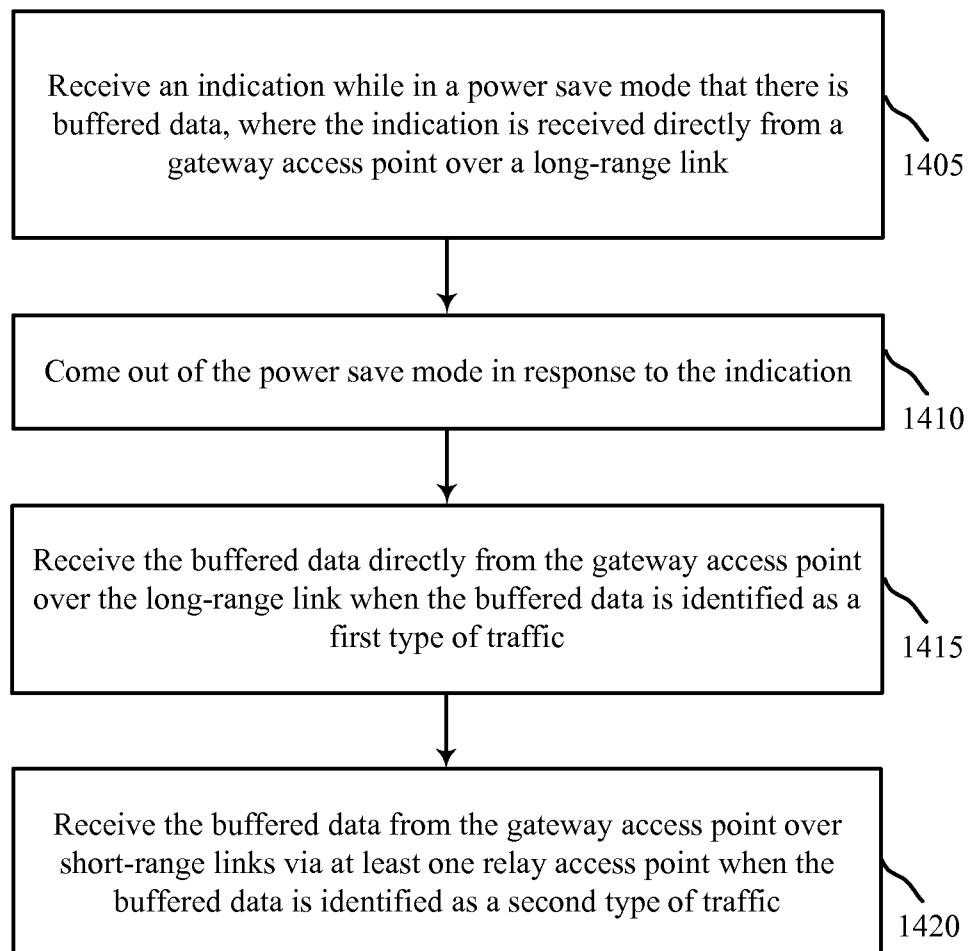 Receive an indication while in a power save mode that there is
buffered data, where the indication is received directly from a
gateway access point over a long-range link
1405
Come out of the power save mode in response to the indication
1410
Receive the buffered data directly from the gateway access point
over the long-range link when the buffered data is identified as a
first type of traffic
1415
Receive the buffered data from the gateway access point over
short-range links via at least one relay access point when the
buffered data is identified as a second type of traffic
1420